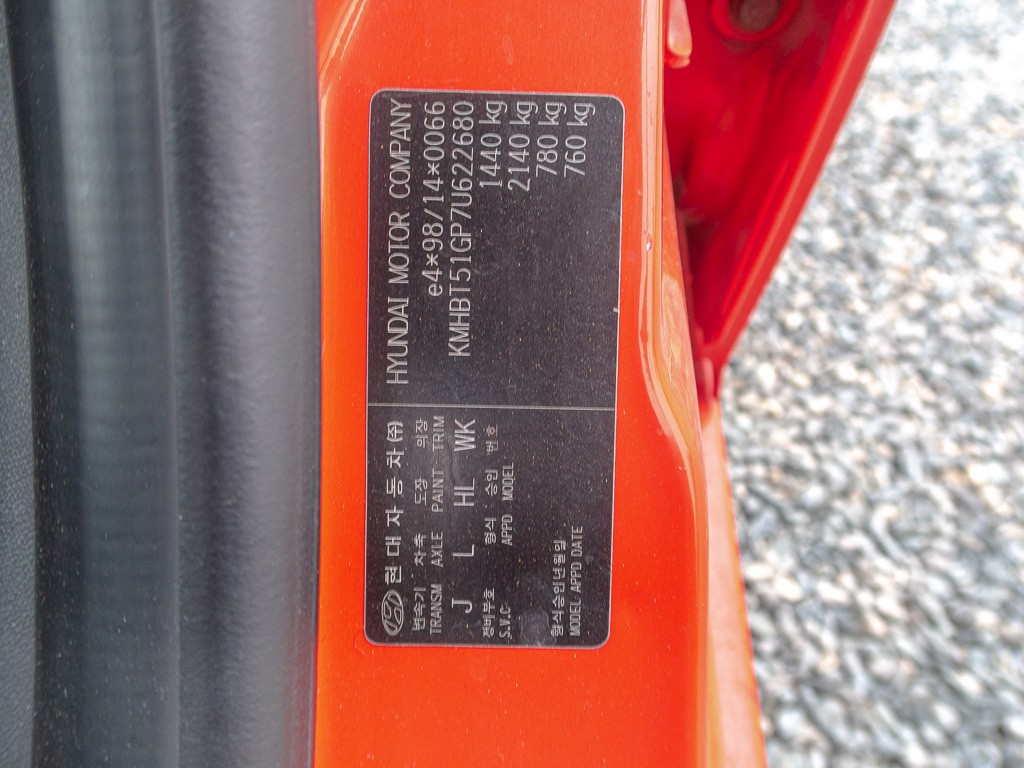 현대자동차(주)
변속기 차축 도장 의장
TRANSM AXLE PAINT TRIM
J L HL WK
정비부호 형식 승인 번호
S.V.C APPD MODEL
형식승인년월일
MODEL APPD DATE
HYUNDAI MOTOR COMPANY
e4*98/14*0066
KMHBT51GP7U622680
1440 kg
2140 kg
780 kg
760 kg